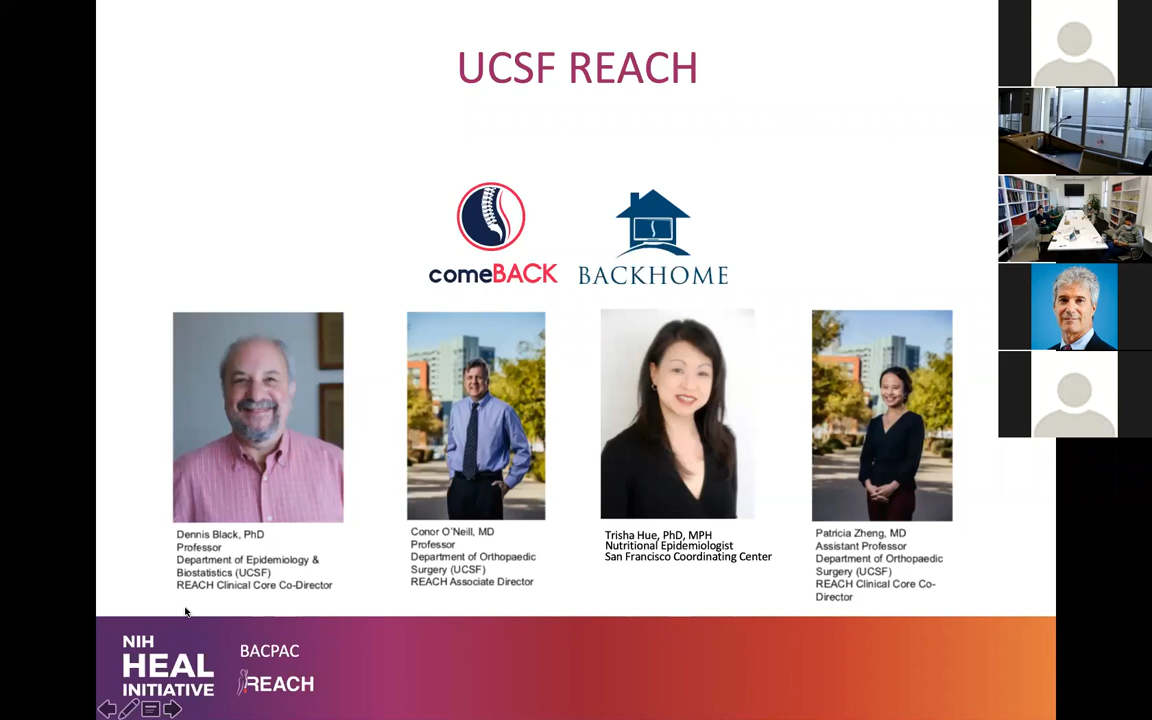 UCSF REACH
comeBACK
BACKHOME
Dennis Black, PhD
Professor
Department of Epidemiology &
Biostatistics (UCSF)
REACH Clinical Core Co-Director
Conor O'Neill, MD
Professor
Department of Orthopaedic
Surgery (UCSF)
REACH Associate Director
Trisha Hue, PhD, MPH
Nutritional Epidemiologist
San Francisco Coordinating Center
Patricia Zheng, MD
Assistant Professor
Department of Orthopaedic
Surgery (UCSF)
REACH Clinical Core Co-
Director
NIH
HEAL
INITIATIVE
BACPAC
REACH